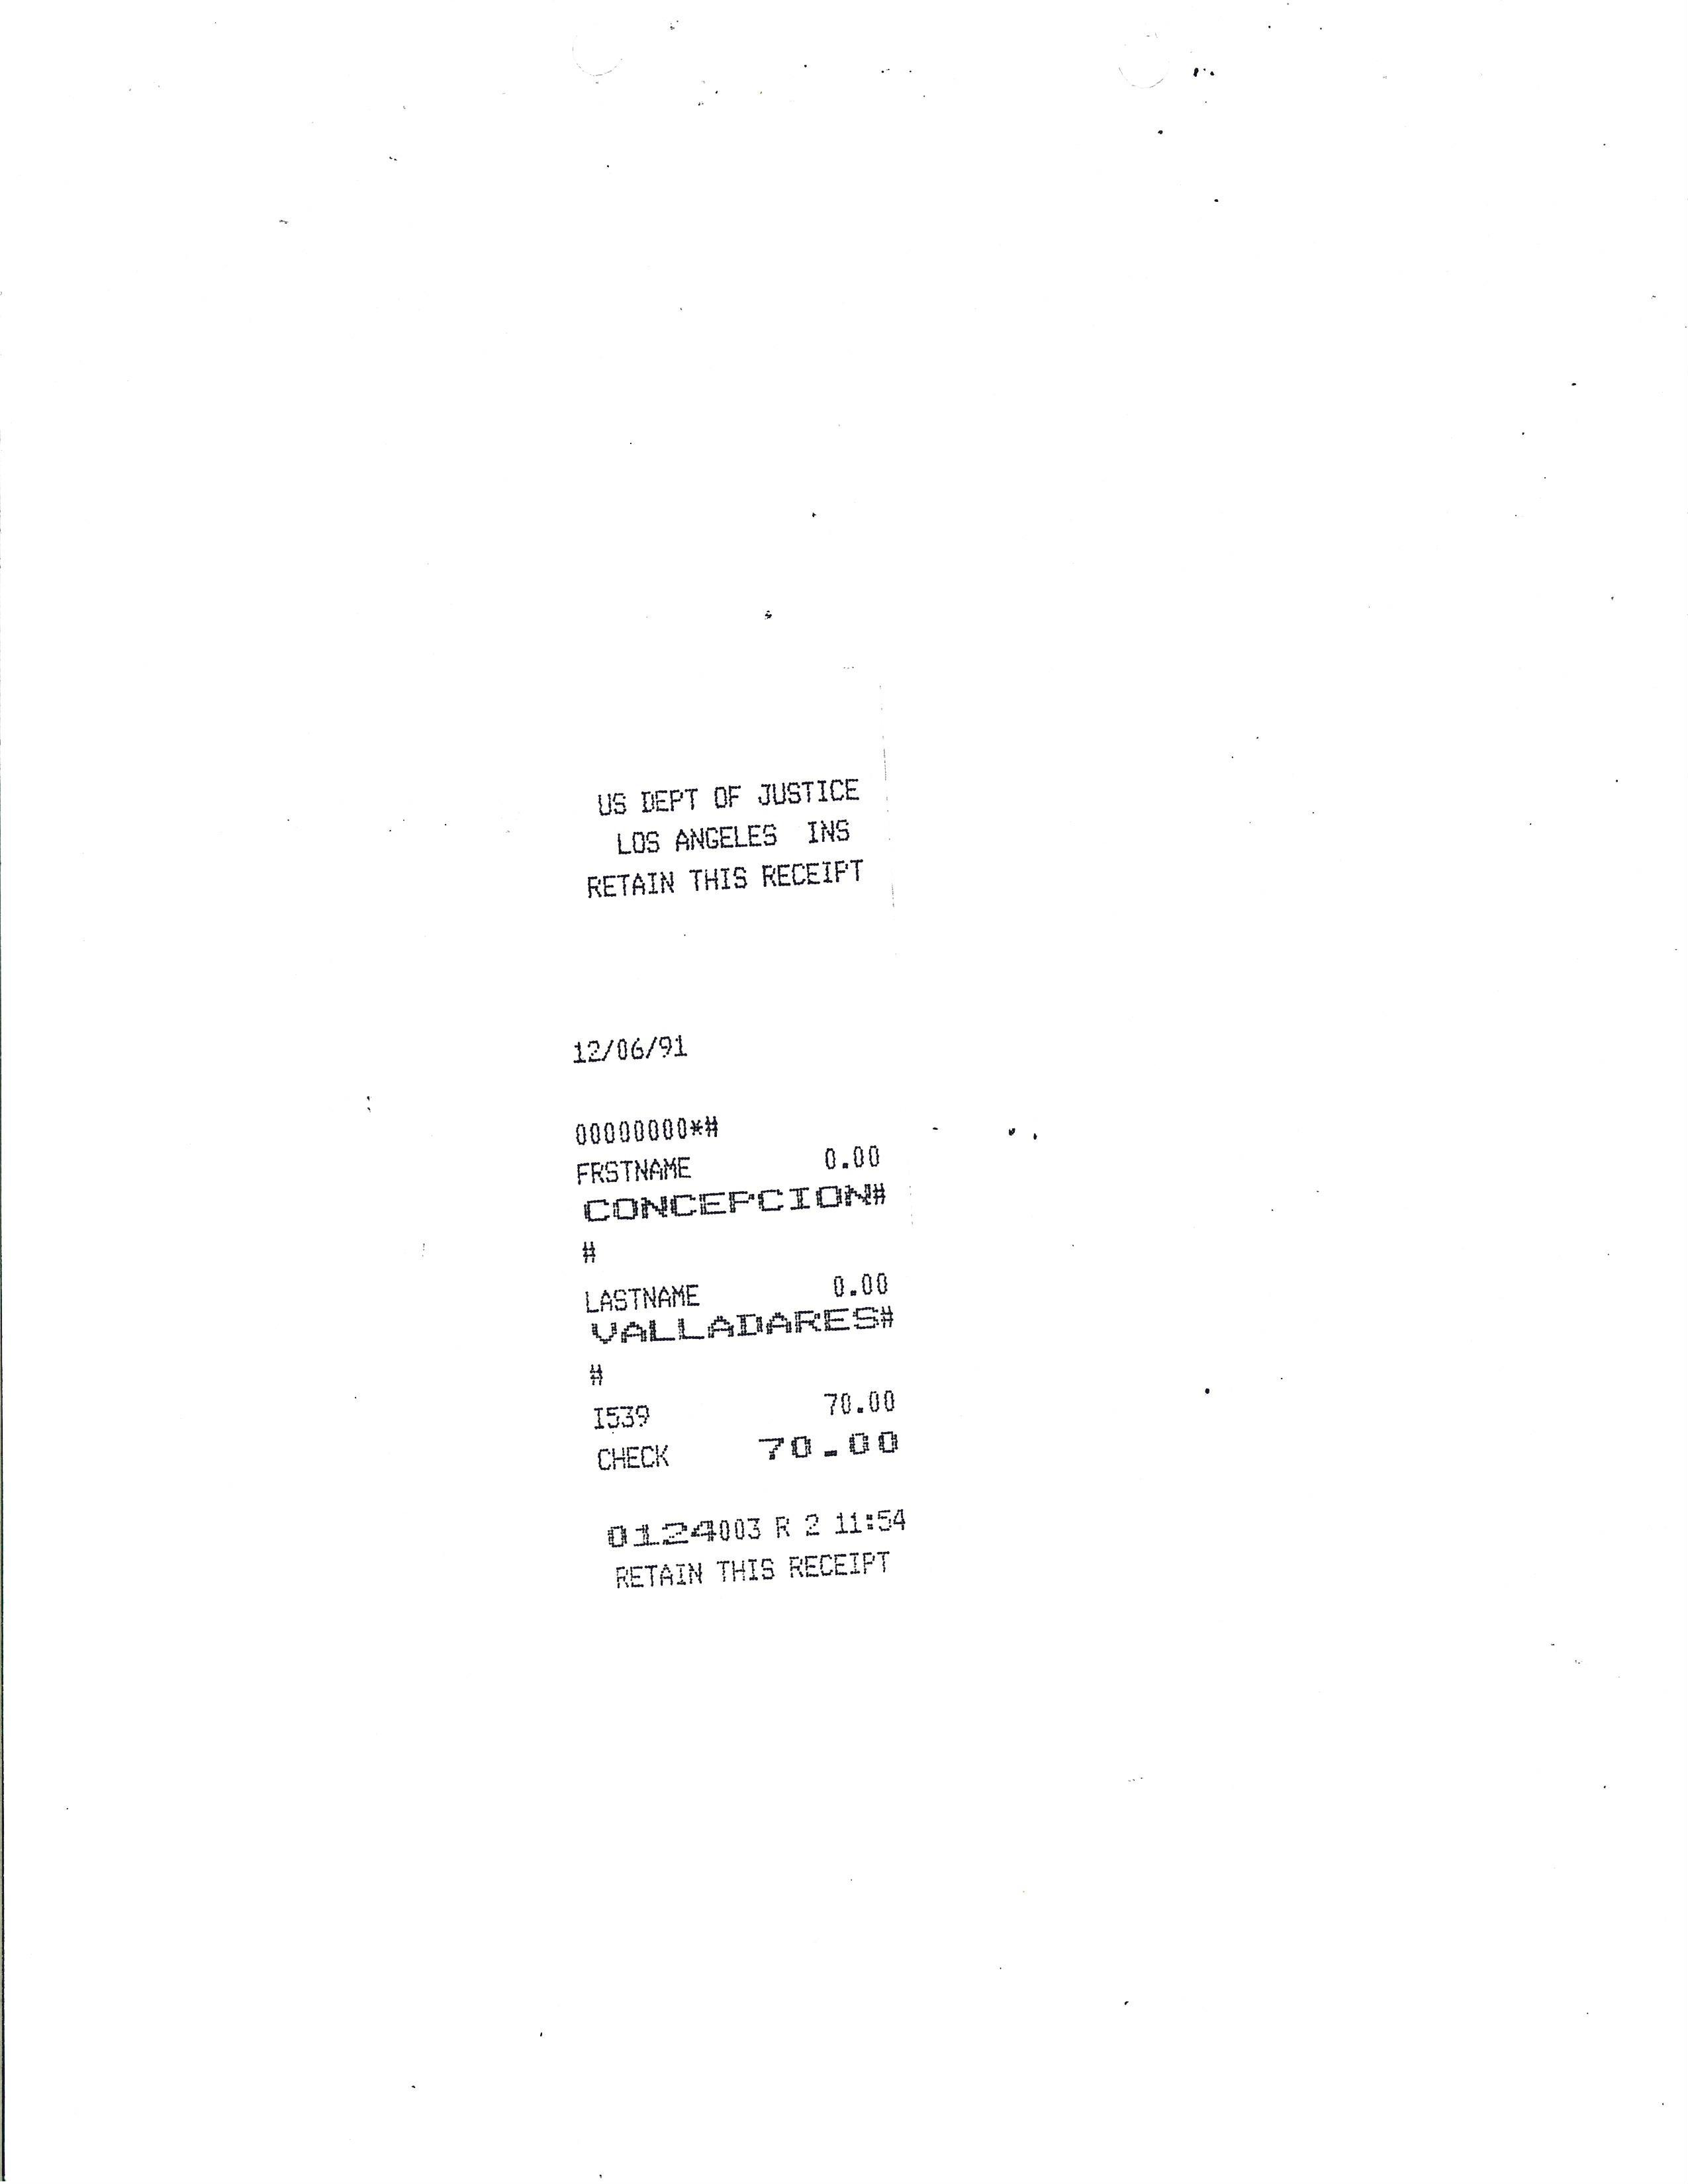 US DEPT OF JUSTICE
LOS ANGELES INS
RETAIN THIS RECEIPT
12/06/91
00000000*#
FRSTNAME 0.00
CONCEPCION#
#
LASTNAME 0.00
VALLADARES#
#
I539 70.00
CHECK 70.00
0124003 R 2 11:54
RETAIN THIS RECEIPT